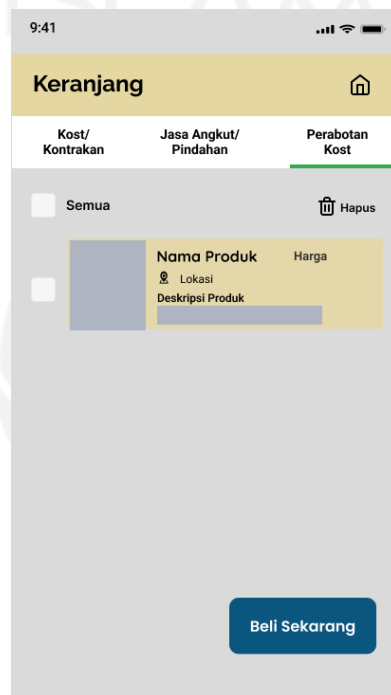 9:41
Keranjang
Kost/
Kontrakan
Jasa Angkut/
Pindahan
Perabotan
Kost
Semua
Hapus
Nama Produk
Harga
Lokasi
Deskripsi Produk
Beli Sekarang